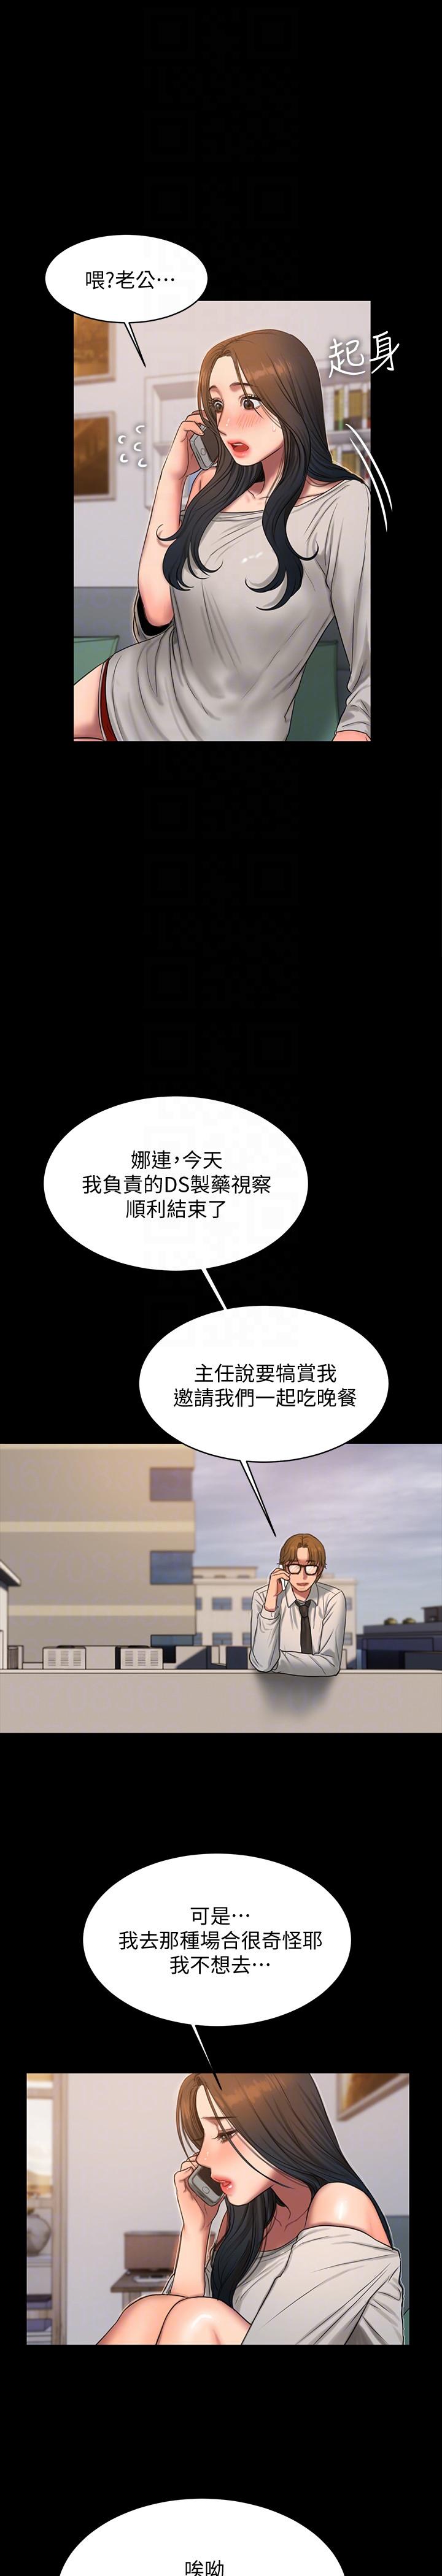 喂?老公⋯
起身
娜連，今天
我負責的DS製藥視察
順利結束了
主任說要犒賞我
邀請我們一起吃晚餐
可是⋯
我去那種場合很奇怪耶
我不想去⋯
唉呦